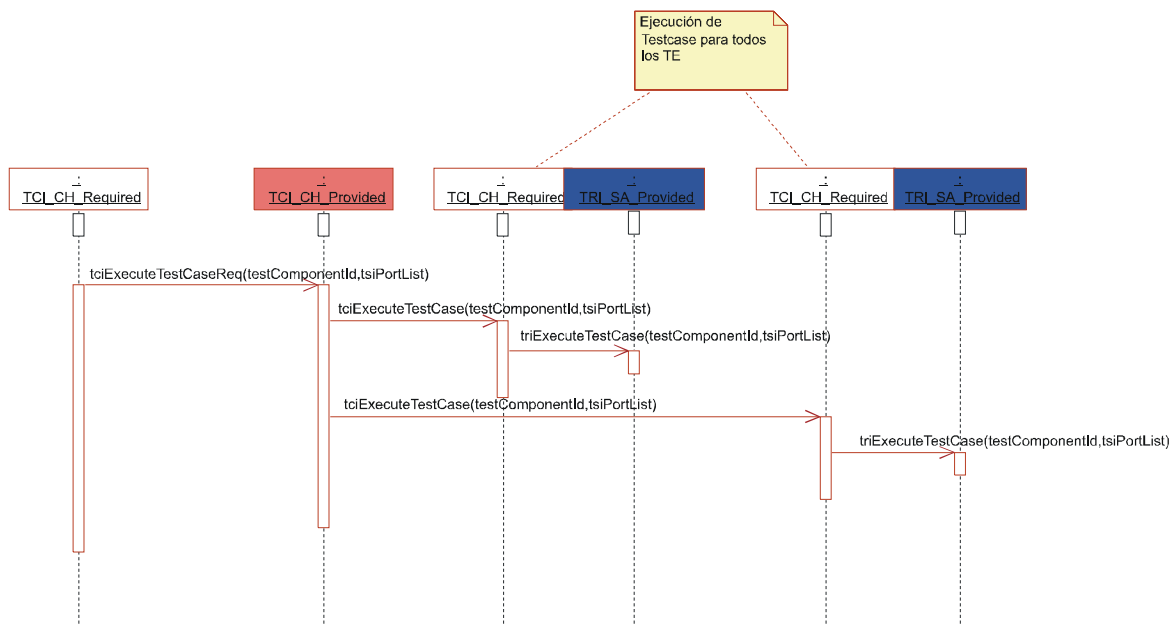 Ejecución de
Testcase para todos
los TE
:
TCI_CH_Required
:
TCI_CH_Provided
:
TCI_CH_Required
:
TRI_SA_Provided
:
TCI_CH_Required
:
TRI_SA_Provided
tciExecuteTestCaseReq(testComponentId,tsiPortList)
tciExecuteTestCase(testComponentId,tsiPortList)
triExecuteTestCase(testComponentId,tsiPortList)
tciExecuteTestCase(testComponentId,tsiPortList)
triExecuteTestCase(testComponentId,tsiPortList)